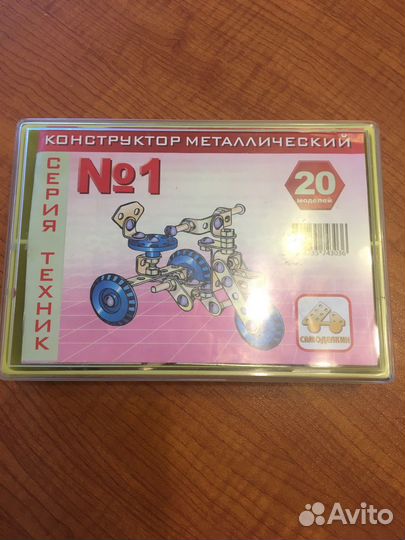 КОНСТРУКТОР МЕТАЛЛИЧЕСКИЙ
СЕРИЯ ТЕХНИК
№1
20
моделей
САМОДЕЛКИН
Avito